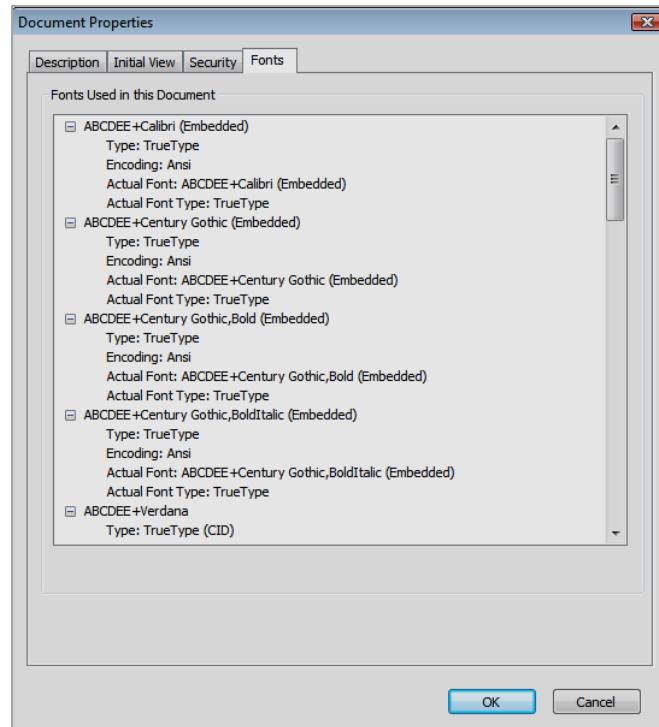 Document Properties
Description Initial View Security Fonts
Fonts Used in this Document
ABCDEE+Calibri (Embedded)
Type: TrueType
Encoding: Ansi
Actual Font: ABCDEE+Calibri (Embedded)
Actual Font Type: TrueType
ABCDEE+Century Gothic (Embedded)
Type: TrueType
Encoding: Ansi
Actual Font: ABCDEE+Century Gothic (Embedded)
Actual Font Type: TrueType
ABCDEE+Century Gothic,Bold (Embedded)
Type: TrueType
Encoding: Ansi
Actual Font: ABCDEE+Century Gothic,Bold (Embedded)
Actual Font Type: TrueType
ABCDEE+Century Gothic,BoldItalic (Embedded)
Type: TrueType
Encoding: Ansi
Actual Font: ABCDEE+Century Gothic,BoldItalic (Embedded)
Actual Font Type: TrueType
ABCDEE+Verdana
Type: TrueType (CID)
OK Cancel